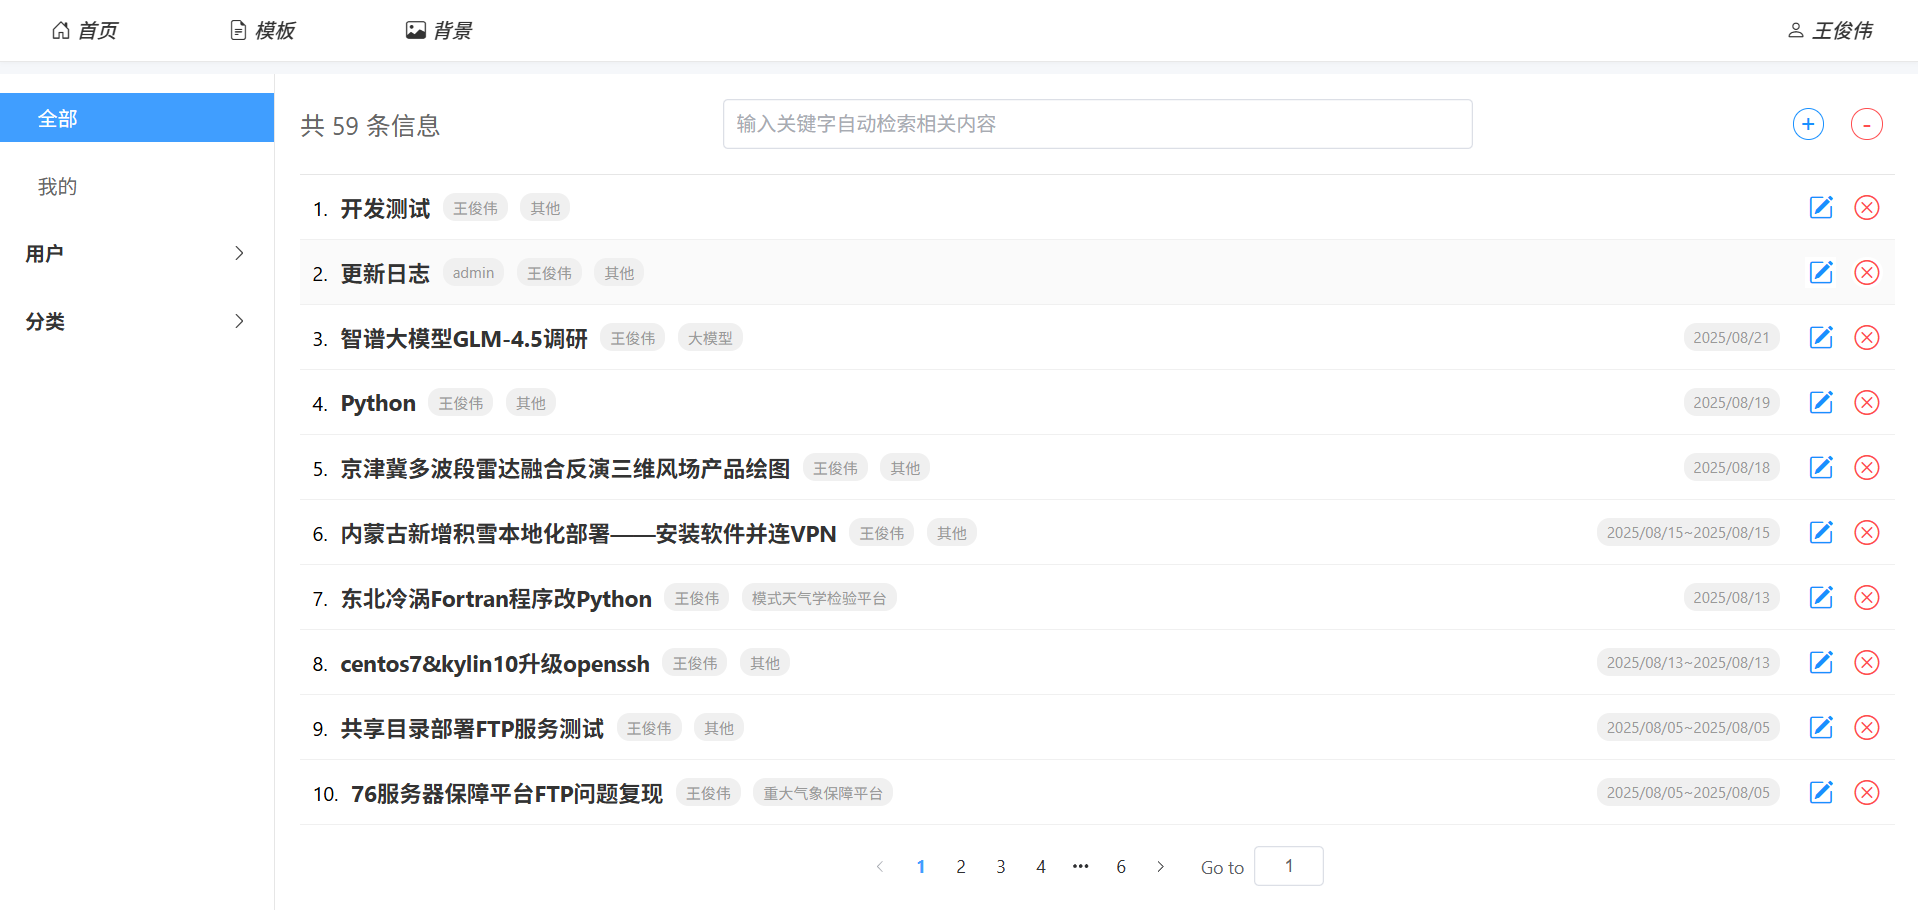 首页 模板 背景 王俊伟
全部
我的
用户
分类
共 59 条信息 输入关键字自动检索相关内容 + -
1. 开发测试 王俊伟 其他
2. 更新日志 admin 王俊伟 其他
3. 智谱大模型GLM-4.5调研 王俊伟 大模型 2025/08/21
4. Python 王俊伟 其他 2025/08/19
5. 京津冀多波段雷达融合反演三维风场产品绘图 王俊伟 其他 2025/08/18
6. 内蒙古新增积雪本地化部署——安装软件并连VPN 王俊伟 其他 2025/08/15~2025/08/15
7. 东北冷涡Fortran程序改Python 王俊伟 模式天气学检验平台 2025/08/13
8. centos7&kylin10升级openssh 王俊伟 其他 2025/08/13~2025/08/13
9. 共享目录部署FTP服务测试 王俊伟 其他 2025/08/05~2025/08/05
10. 76服务器保障平台FTP问题复现 王俊伟 重大气象保障平台 2025/08/05~2025/08/05
1 2 3 4 ••• 6 Go to 1